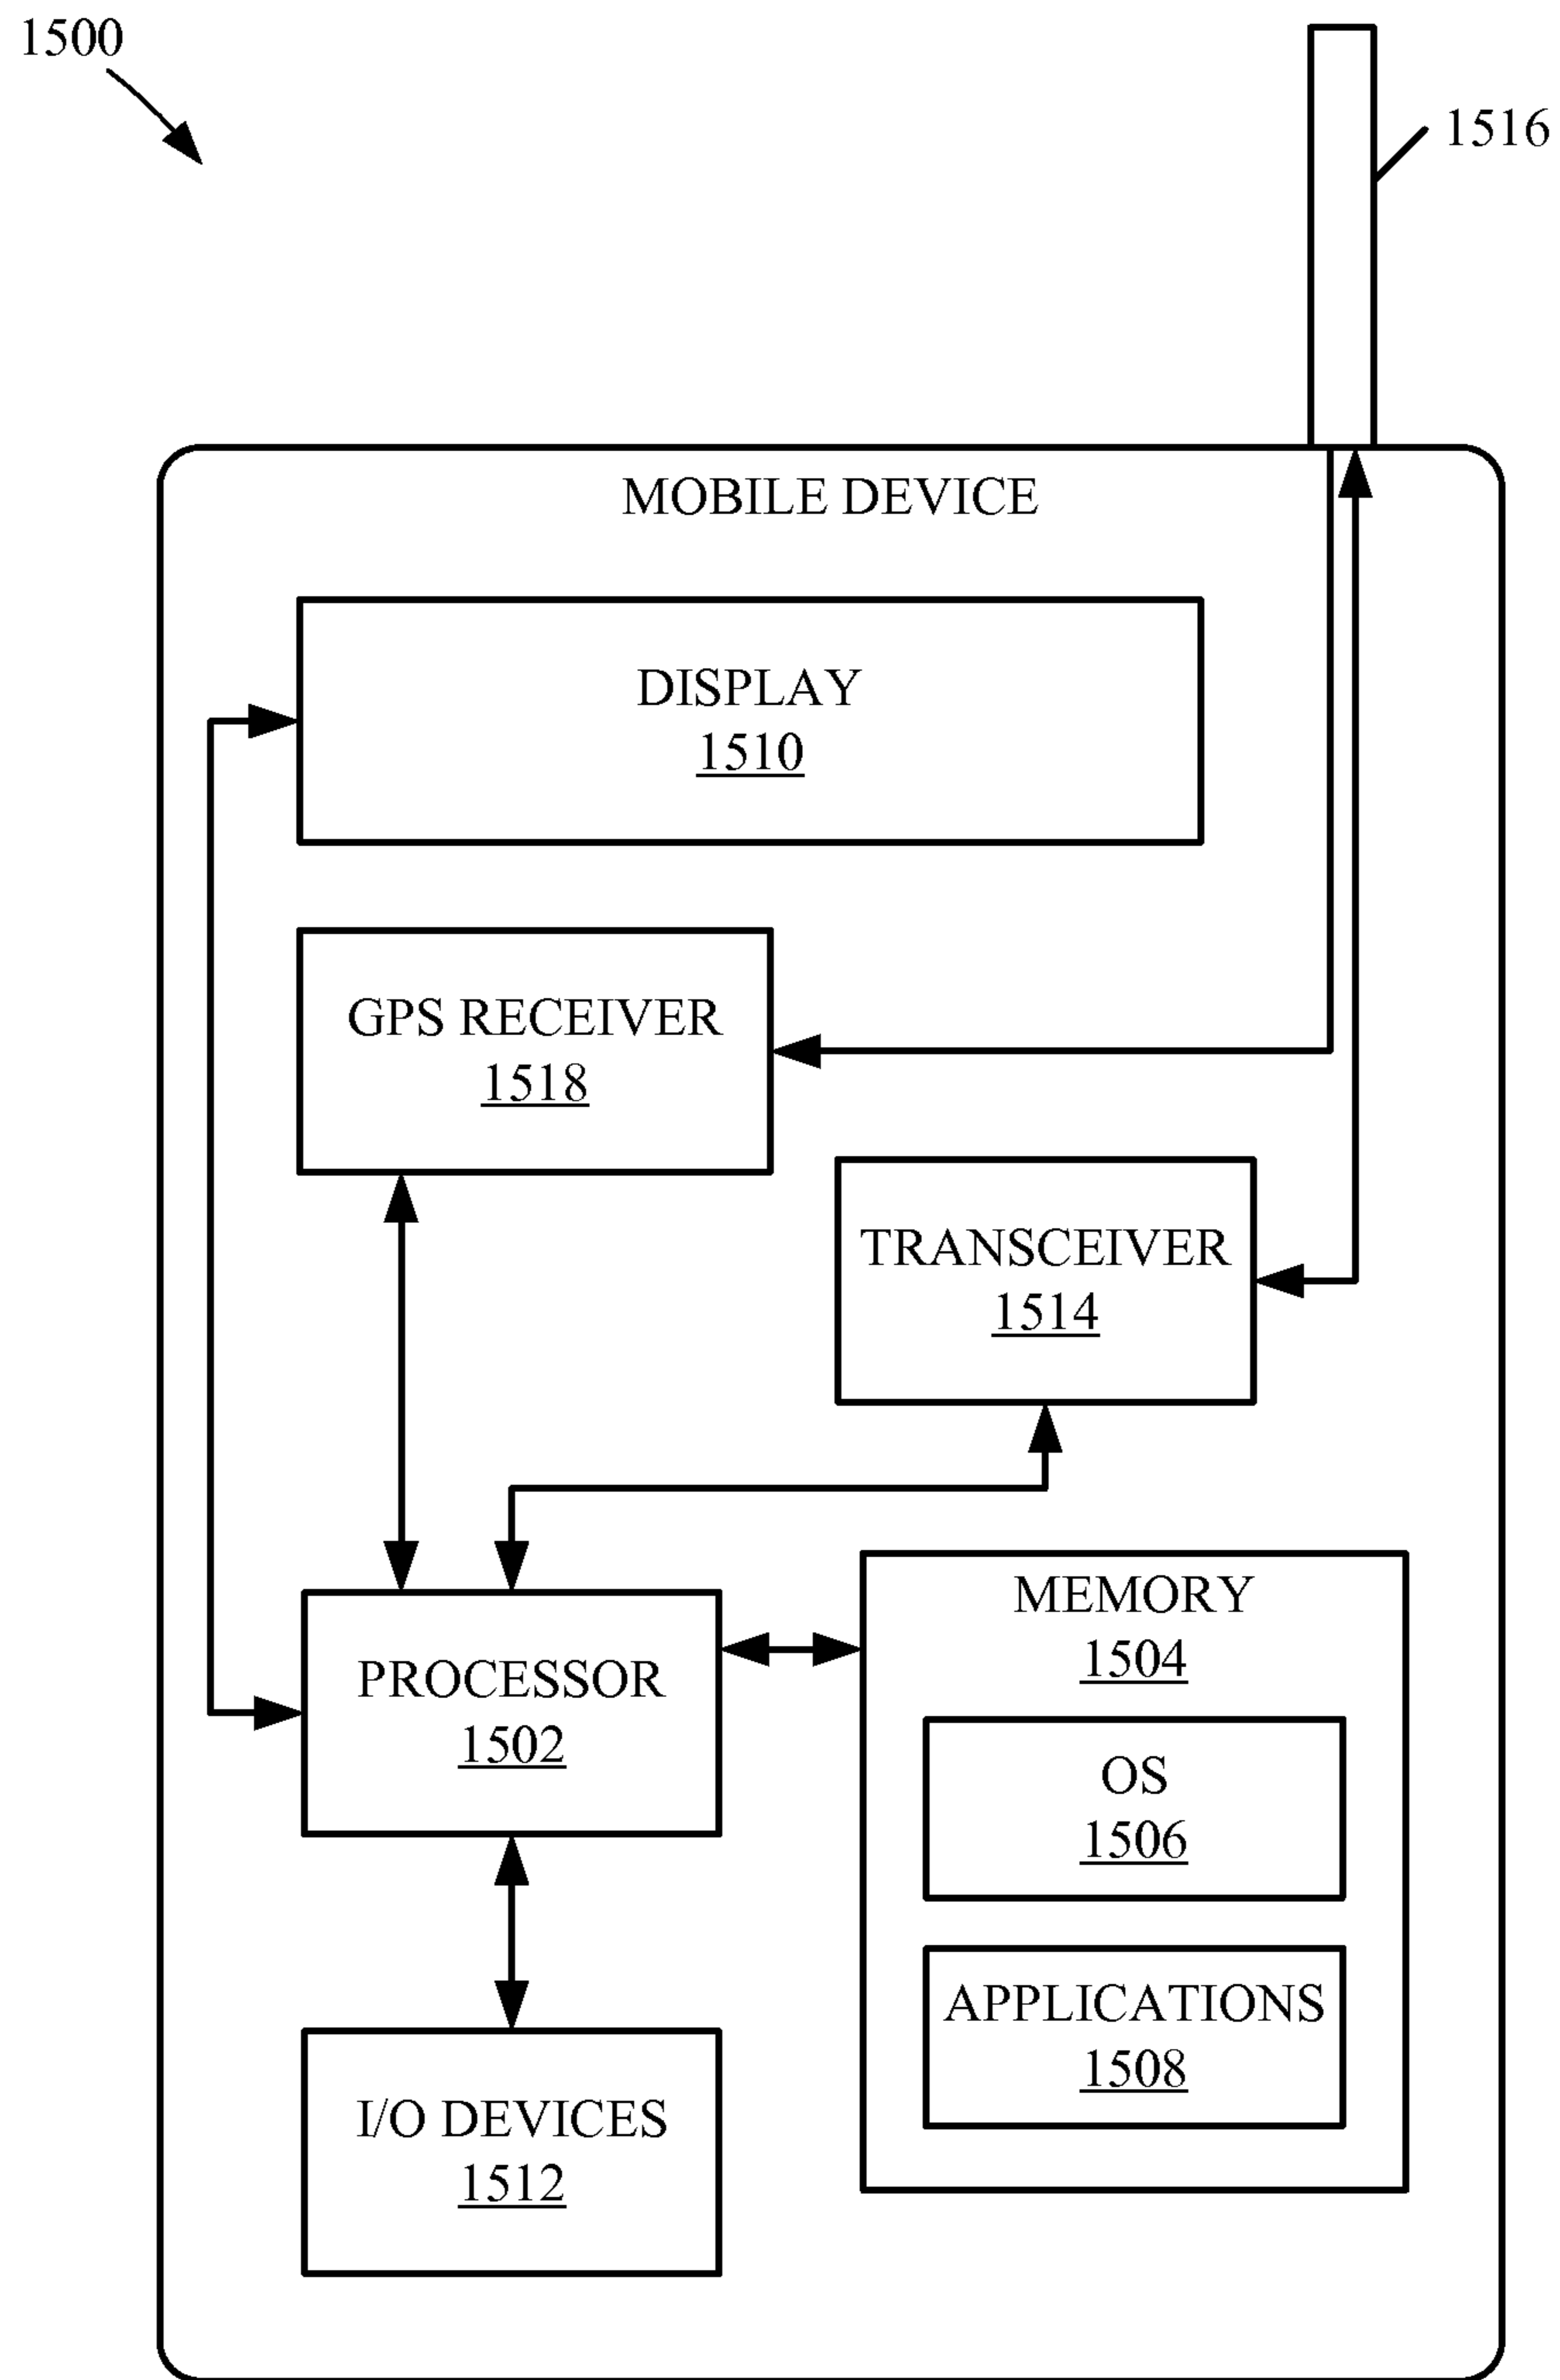 1500
1516
MOBILE DEVICE
DISPLAY
1510
GPS RECEIVER
1518
TRANSCEIVER
1514
MEMORY
1504
PROCESSOR
1502
OS
1506
APPLICATIONS
1508
I/O DEVICES
1512